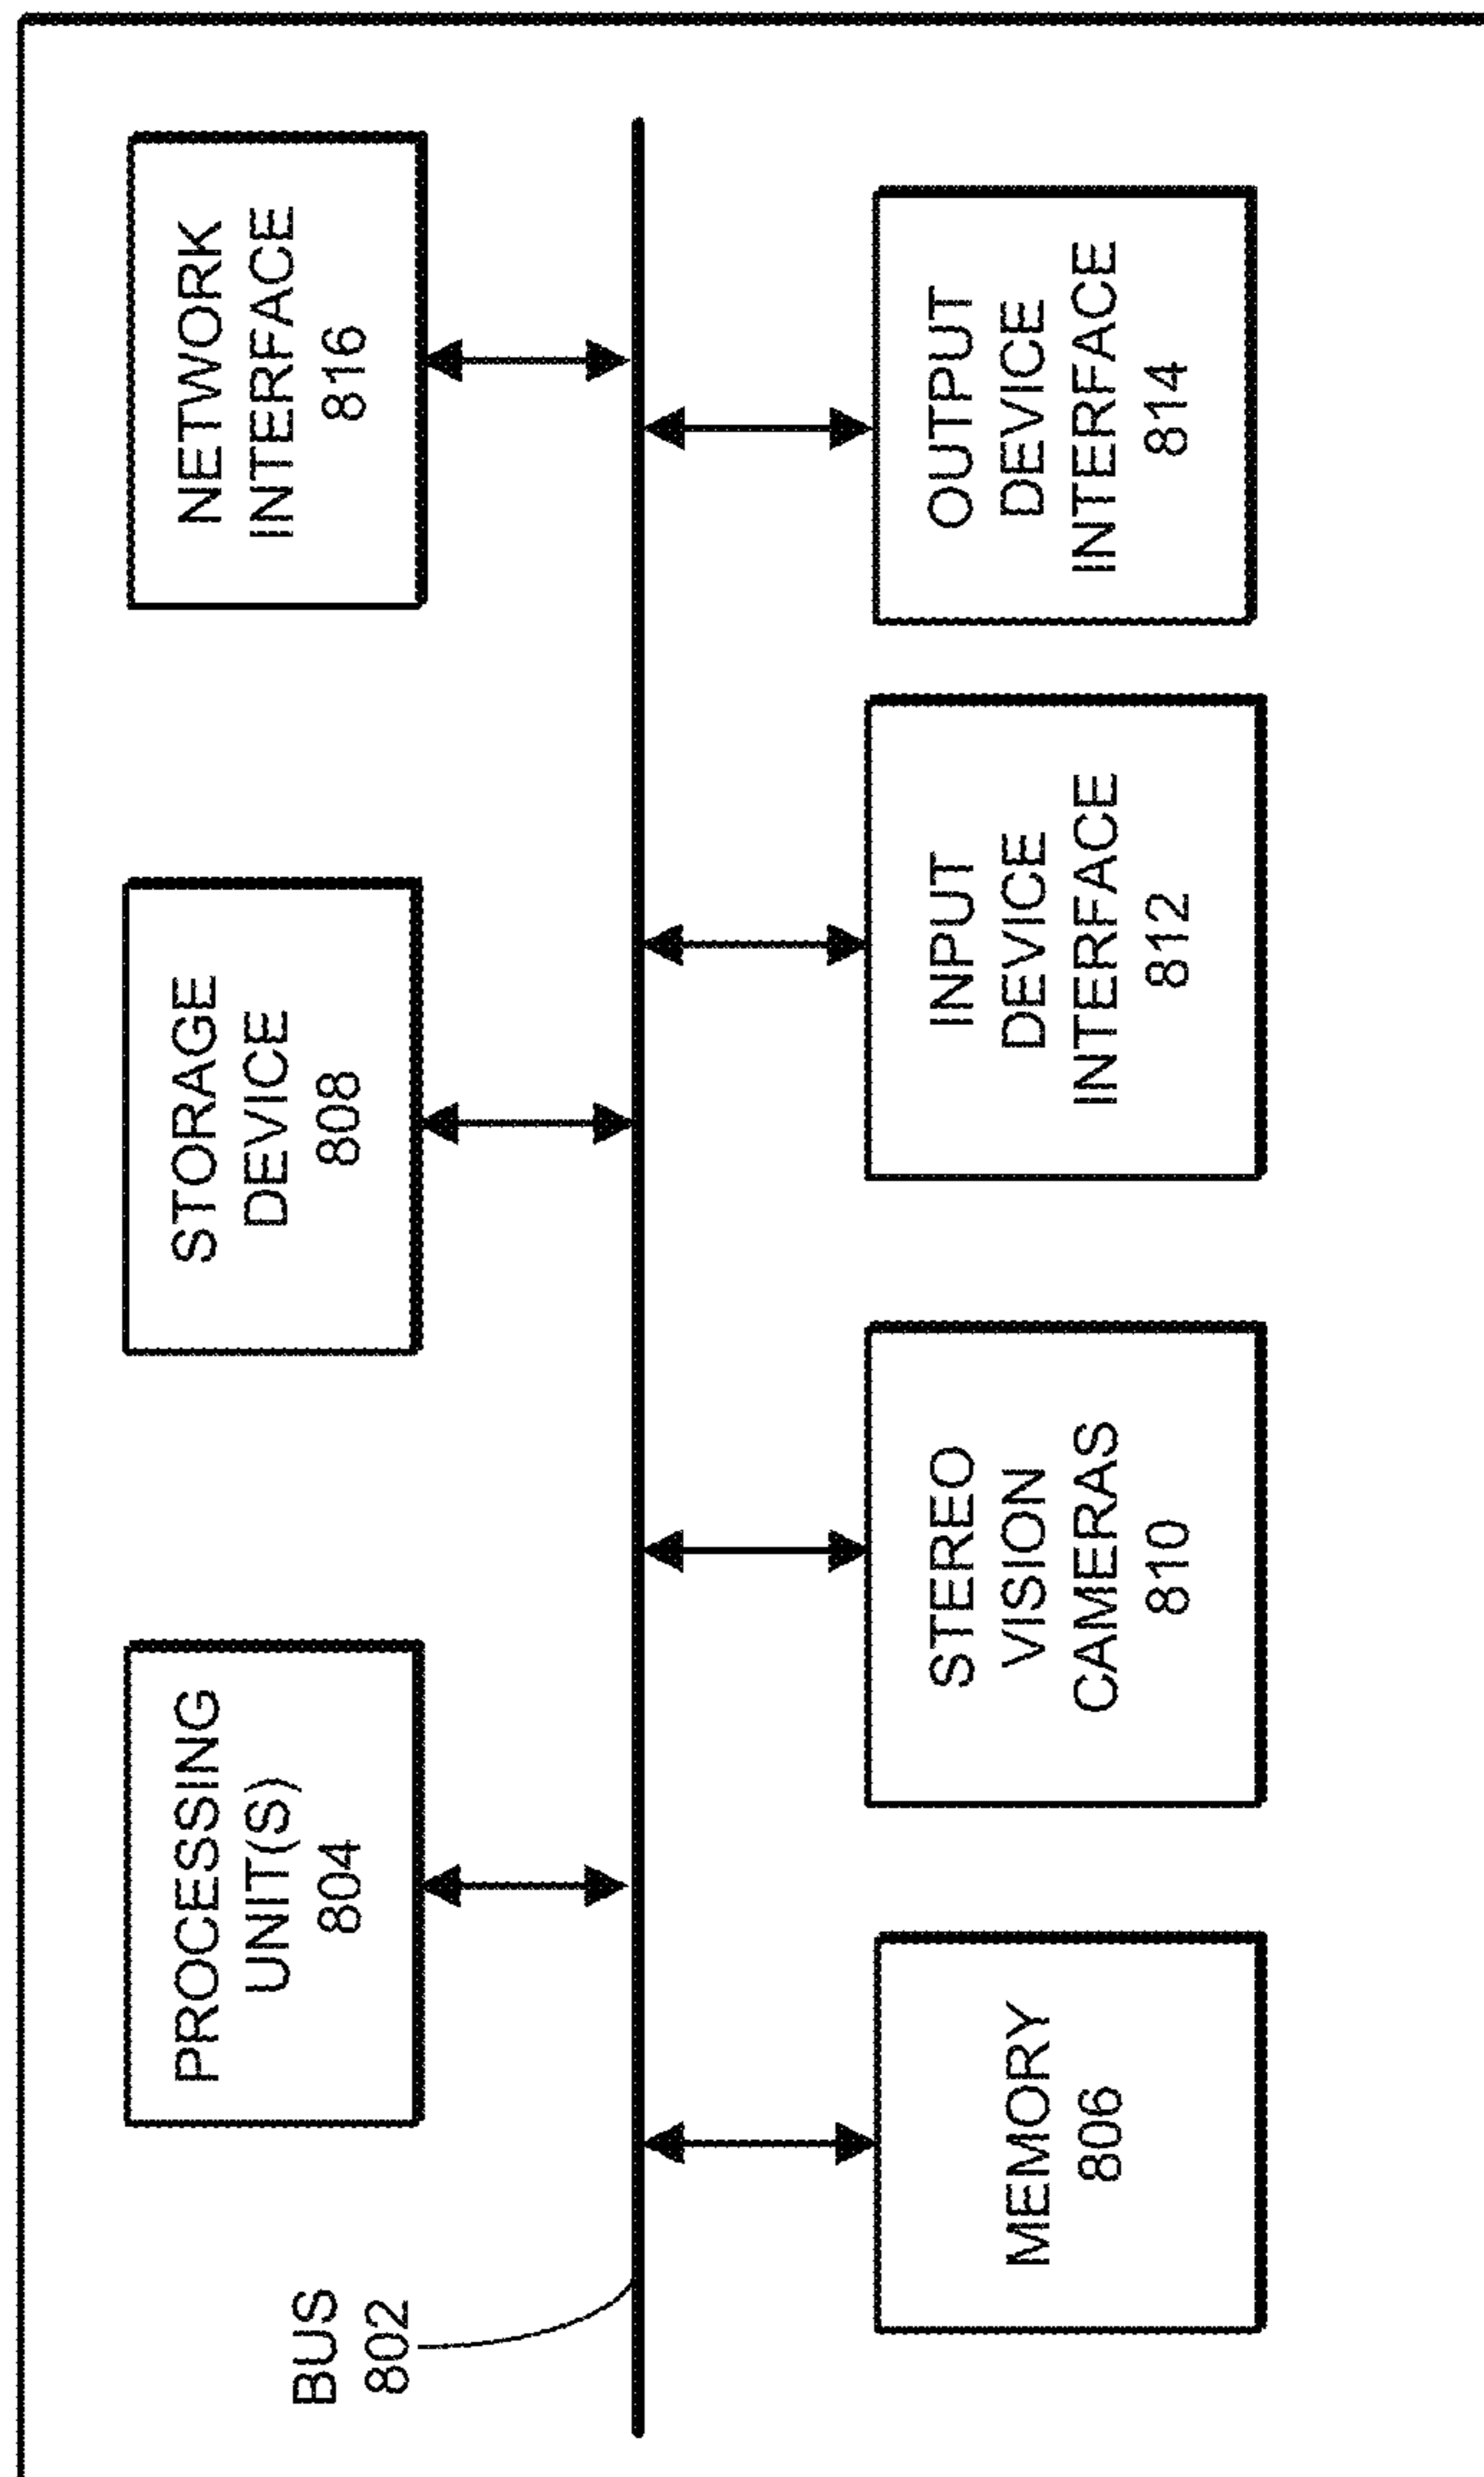 BUS
802
PROCESSING
UNIT(S)
804
STORAGE
DEVICE
808
NETWORK
INTERFACE
816
MEMORY
806
STEREO
VISION
CAMERAS
810
INPUT
DEVICE
INTERFACE
812
OUTPUT
DEVICE
INTERFACE
814